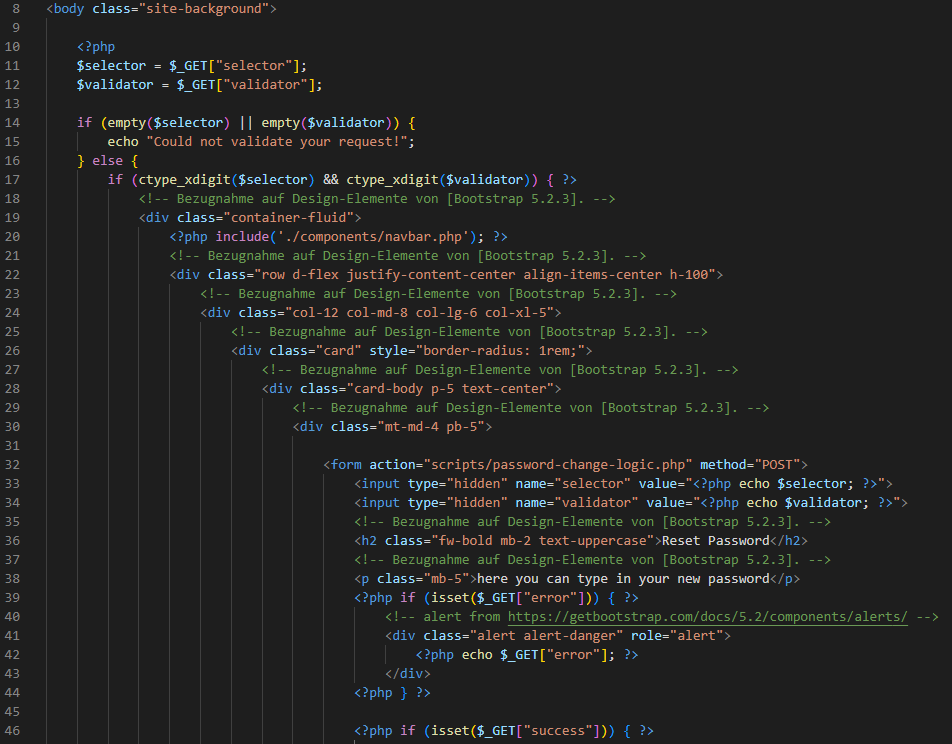 8 <body class="site-background">
9
10 <?php
11 $selector = $_GET["selector"];
12 $validator = $_GET["validator"];
13
14 if (empty($selector) || empty($validator)) {
15 echo "Could not validate your request!";
16 } else {
17 if (ctype_xdigit($selector) && ctype_xdigit($validator)) { ?>
18 <!-- Bezugnahme auf Design-Elemente von [Bootstrap 5.2.3]. -->
19 <div class="container-fluid">
20 <?php include('./components/navbar.php'); ?>
21 <!-- Bezugnahme auf Design-Elemente von [Bootstrap 5.2.3]. -->
22 <div class="row d-flex justify-content-center align-items-center h-100">
23 <!-- Bezugnahme auf Design-Elemente von [Bootstrap 5.2.3]. -->
24 <div class="col-12 col-md-8 col-lg-6 col-xl-5">
25 <!-- Bezugnahme auf Design-Elemente von [Bootstrap 5.2.3]. -->
26 <div class="card" style="border-radius: 1rem;">
27 <!-- Bezugnahme auf Design-Elemente von [Bootstrap 5.2.3]. -->
28 <div class="card-body p-5 text-center">
29 <!-- Bezugnahme auf Design-Elemente von [Bootstrap 5.2.3]. -->
30 <div class="mt-md-4 pb-5">
31
32 <form action="scripts/password-change-logic.php" method="POST">
33 <input type="hidden" name="selector" value="<?php echo $selector; ?>">
34 <input type="hidden" name="validator" value="<?php echo $validator; ?>">
35 <!-- Bezugnahme auf Design-Elemente von [Bootstrap 5.2.3]. -->
36 <h2 class="fw-bold mb-2 text-uppercase">Reset Password</h2>
37 <!-- Bezugnahme auf Design-Elemente von [Bootstrap 5.2.3]. -->
38 <p class="mb-5">here you can type in your new password</p>
39 <?php if (isset($_GET["error"])) { ?>
40 <!-- alert from https://getbootstrap.com/docs/5.2/components/alerts/ -->
41 <div class="alert alert-danger" role="alert">
42 <?php echo $_GET["error"]; ?>
43 </div>
44 <?php } ?>
45
46 <?php if (isset($_GET["success"])) { ?>